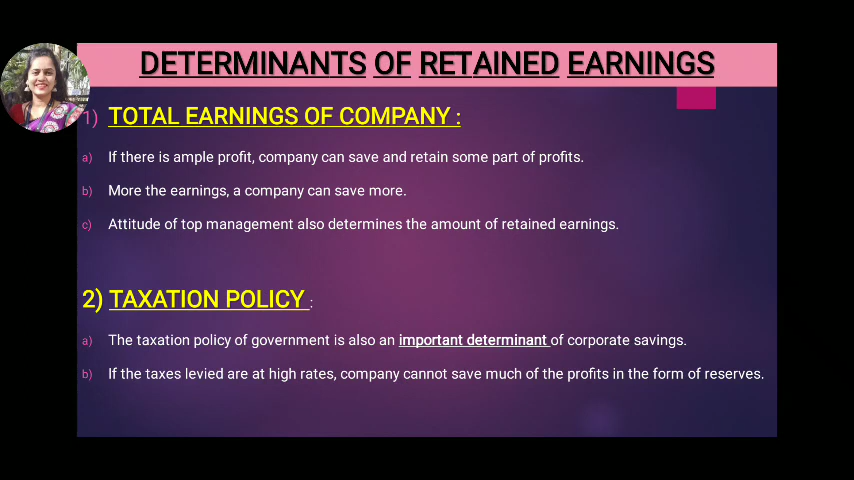 DETERMINANTS OF RETAINED EARNINGS
1) TOTAL EARNINGS OF COMPANY :
a) If there is ample profit, company can save and retain some part of profits.
b) More the earnings, a company can save more.
c) Attitude of top management also determines the amount of retained earnings.
2) TAXATION POLICY :
a) The taxation policy of government is also an important determinant of corporate savings.
b) If the taxes levied are at high rates, company cannot save much of the profits in the form of reserves.